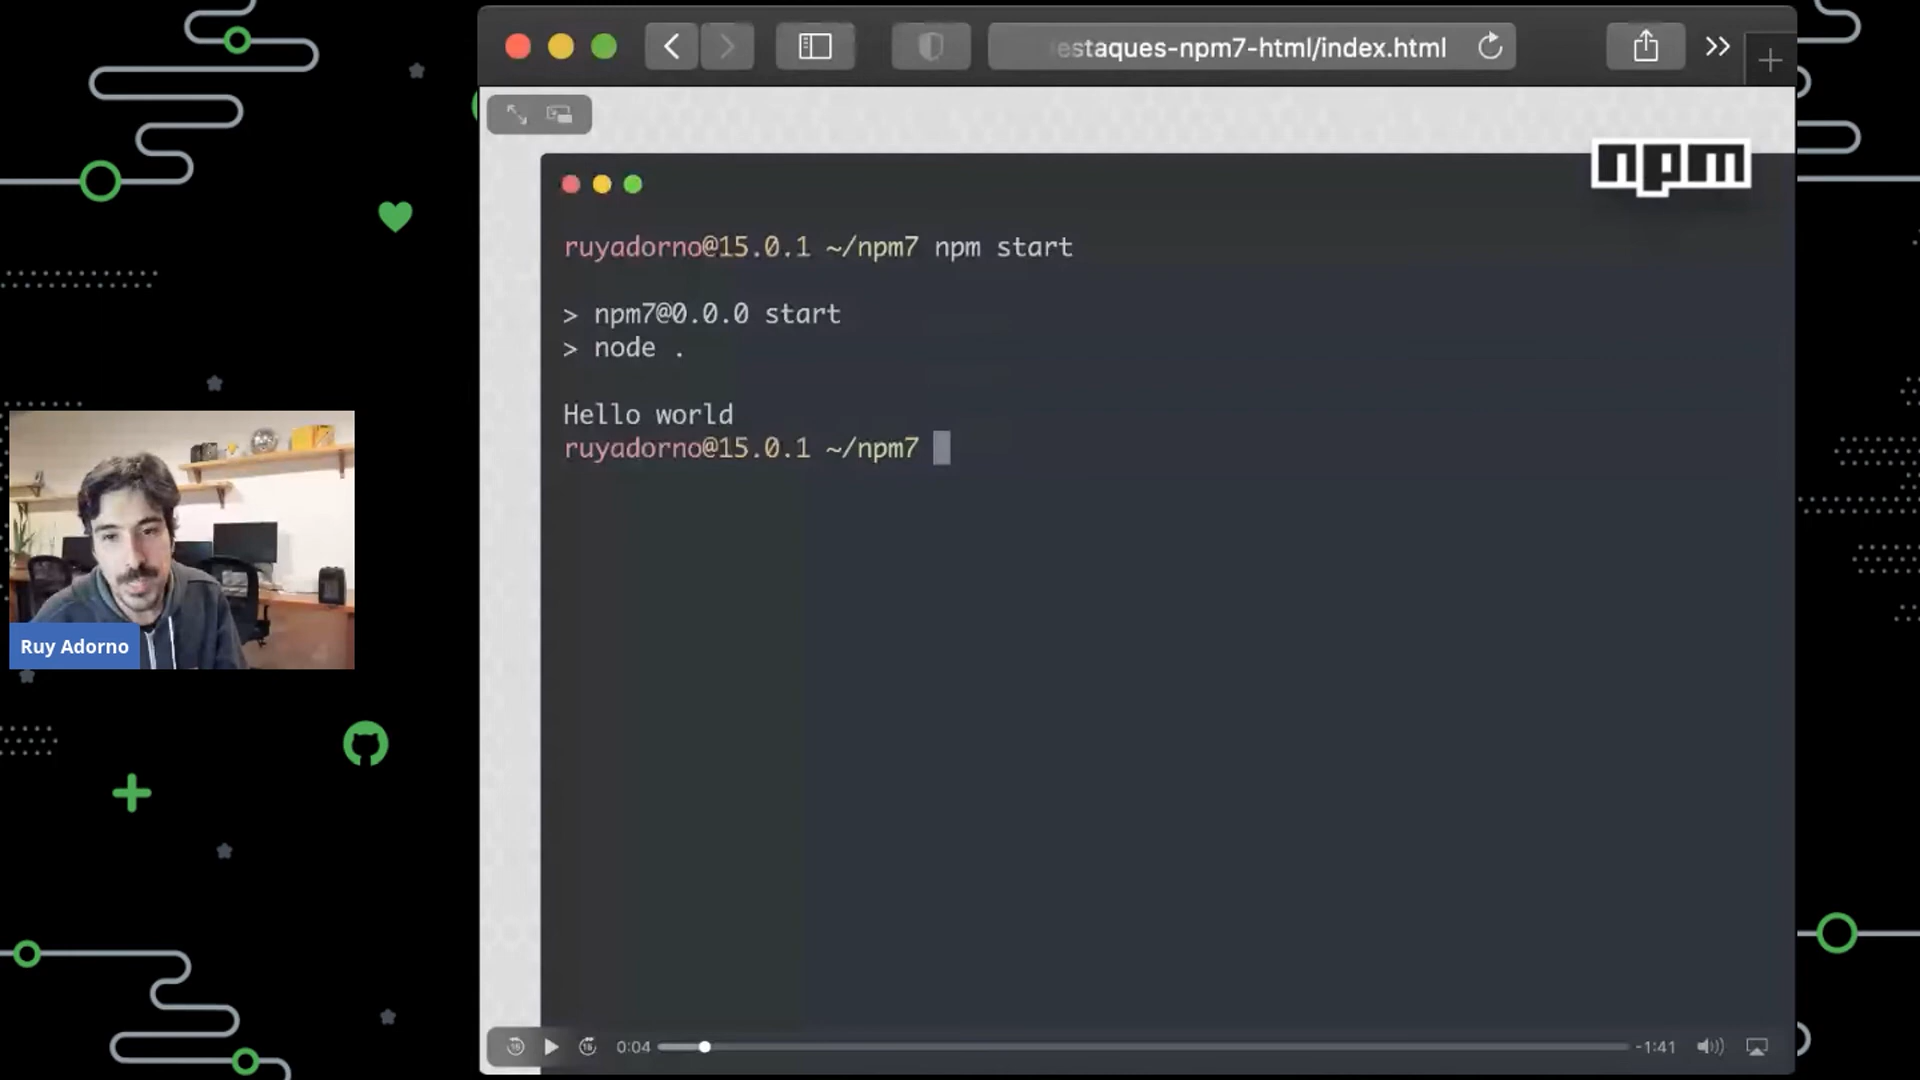 estaques-npm7-html/index.html
npm
ruyadorno@15.0.1 ~/npm7 npm start
> npm7@0.0.0 start
> node .
Hello world
ruyadorno@15.0.1 ~/npm7
Ruy Adorno
0:04
-1:41